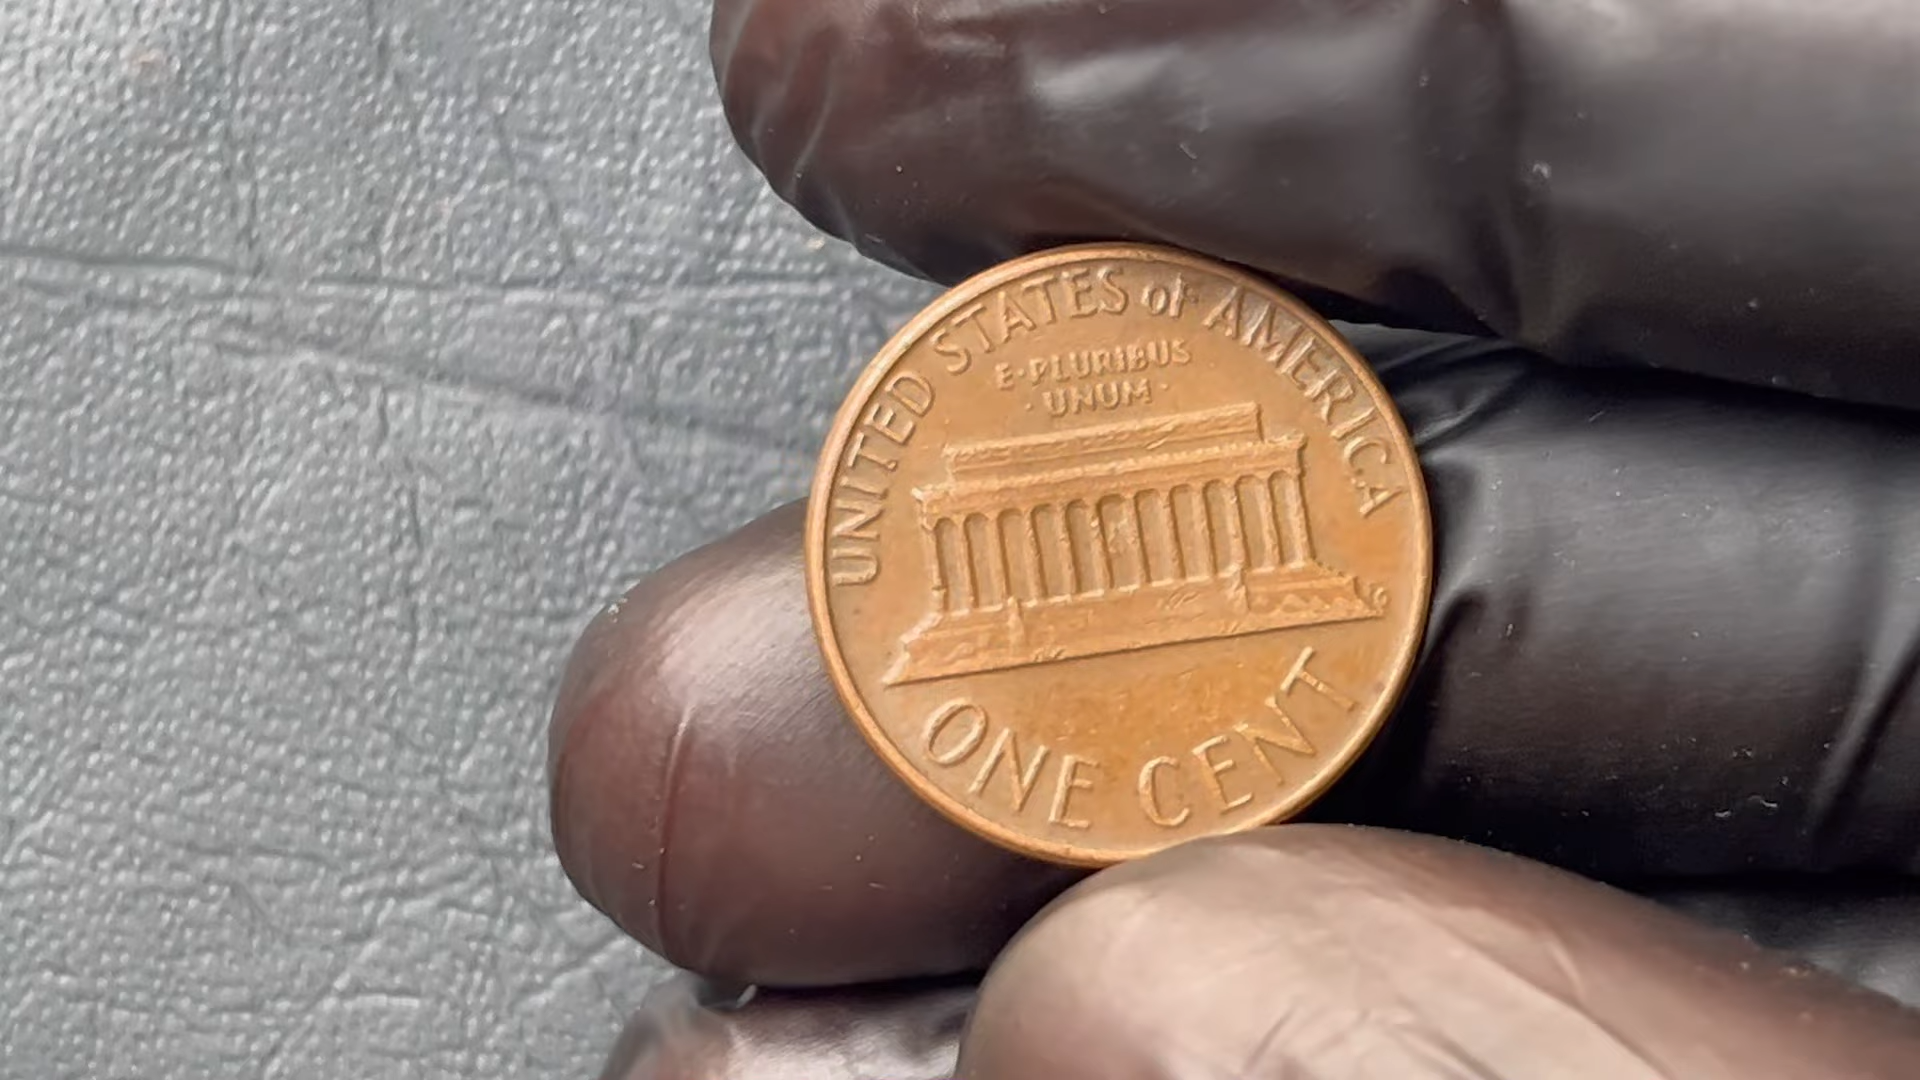 UNITED STATES OF AMERICA
E·PLURIBUS
·UNUM·
ONE CENT